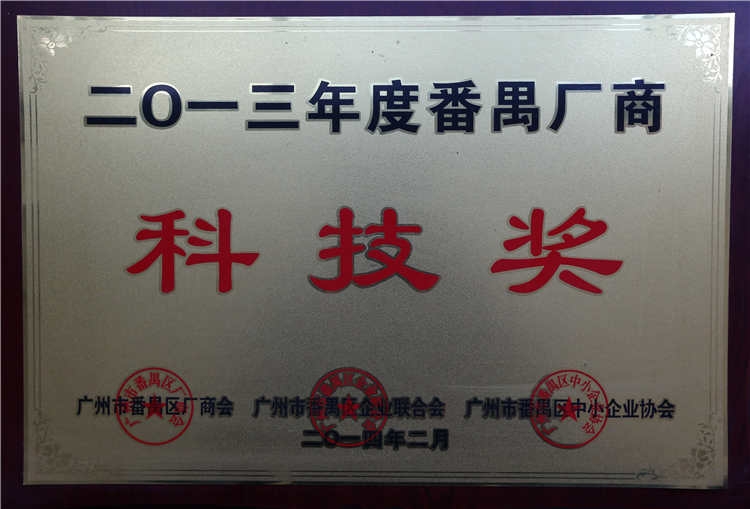 二O一三年度番禺厂商
科技奖
广州市番禺区厂商会 广州市番禺区企业联合会 广州市番禺区中小企业协会
二O一四年二月